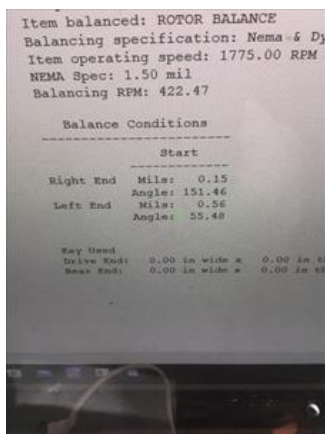 Item balanced: ROTOR BALANCE
Balancing specification: Nema & Dy
Item operating speed: 1775.00 RPM
NEMA Spec: 1.50 mil
Balancing RPM: 422.47
Balance Conditions
Start
Right End Mils: 0.15
Angle: 151.46
Left End Mils: 0.56
Angle: 55.48
Key Used
Drive End: 0.00 in wide x 0.00 in th
Rear End: 0.00 in wide x 0.00 in th